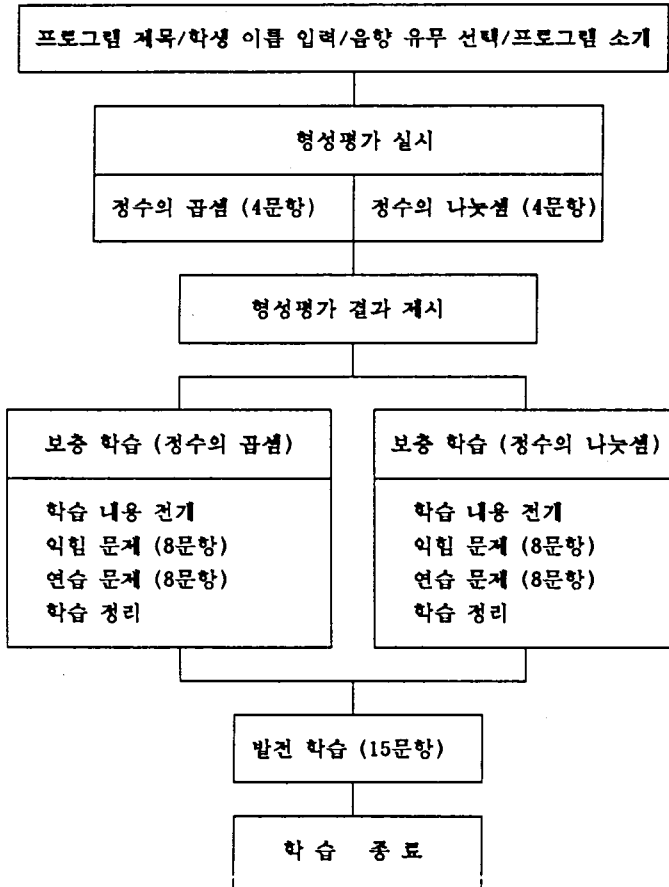 프로그램 제목/학생 이름 입력/음향 유무 선택/프로그램 소개
형성평가 실시
정수의 곱셈 (4문항)
정수의 나눗셈 (4문항)
형성평가 결과 제시
보충 학습 (정수의 곱셈)
학습 내용 전개
익힘 문제 (8문항)
연습 문제 (8문항)
학습 정리
보충 학습 (정수의 나눗셈)
학습 내용 전개
익힘 문제 (8문항)
연습 문제 (8문항)
학습 정리
발전 학습 (15문항)
학 습 종 료